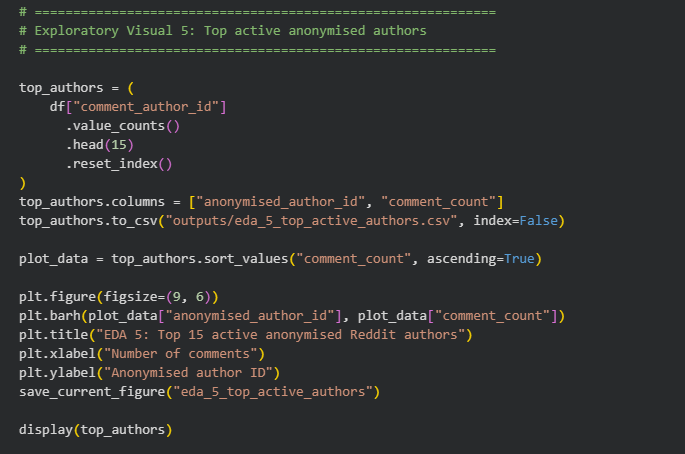 # ============================================================
# Exploratory Visual 5: Top active anonymised authors
# ============================================================
top_authors = (
    df["comment_author_id"]
      .value_counts()
      .head(15)
      .reset_index()
)
top_authors.columns = ["anonymised_author_id", "comment_count"]
top_authors.to_csv("outputs/eda_5_top_active_authors.csv", index=False)
plot_data = top_authors.sort_values("comment_count", ascending=True)
plt.figure(figsize=(9, 6))
plt.barh(plot_data["anonymised_author_id"], plot_data["comment_count"])
plt.title("EDA 5: Top 15 active anonymised Reddit authors")
plt.xlabel("Number of comments")
plt.ylabel("Anonymised author ID")
save_current_figure("eda_5_top_active_authors")
display(top_authors)